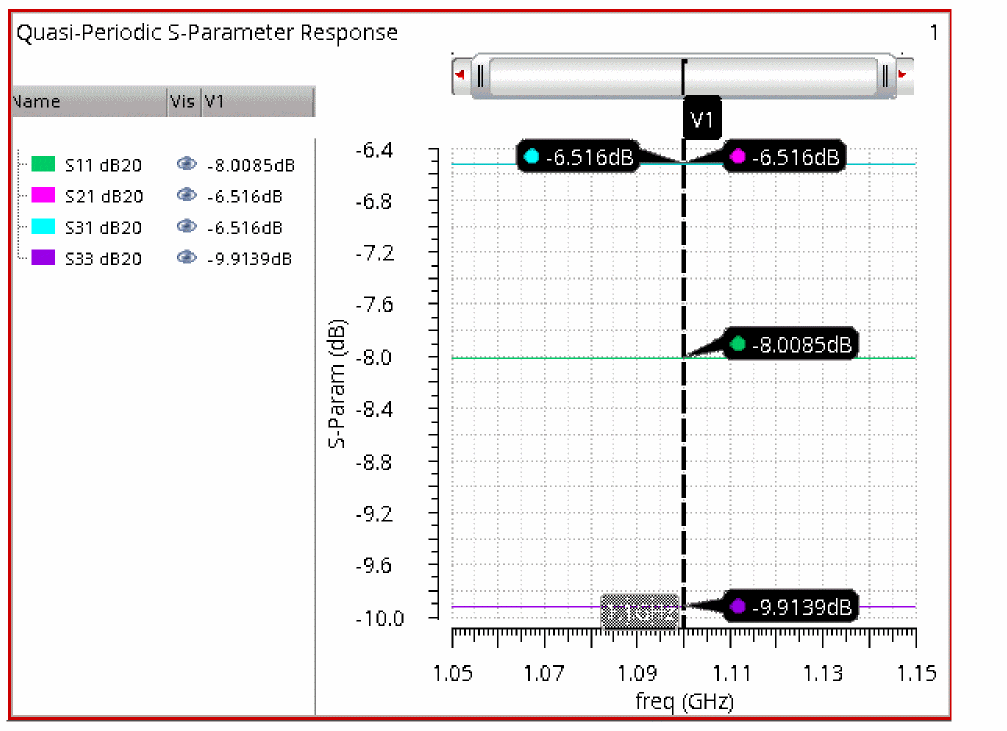 Quasi-Periodic S-Parameter Response 1
Name Vis V1
S11 dB20 -8.0085dB
S21 dB20 -6.516dB
S31 dB20 -6.516dB
S33 dB20 -9.9139dB
V1
-6.516dB -6.516dB
-8.0085dB
-9.9139dB
S-Param (dB)
-6.4
-6.8
-7.2
-7.6
-8.0
-8.4
-8.8
-9.2
-9.6
-10.0
1.05 1.07 1.09 1.11 1.13 1.15
freq (GHz)